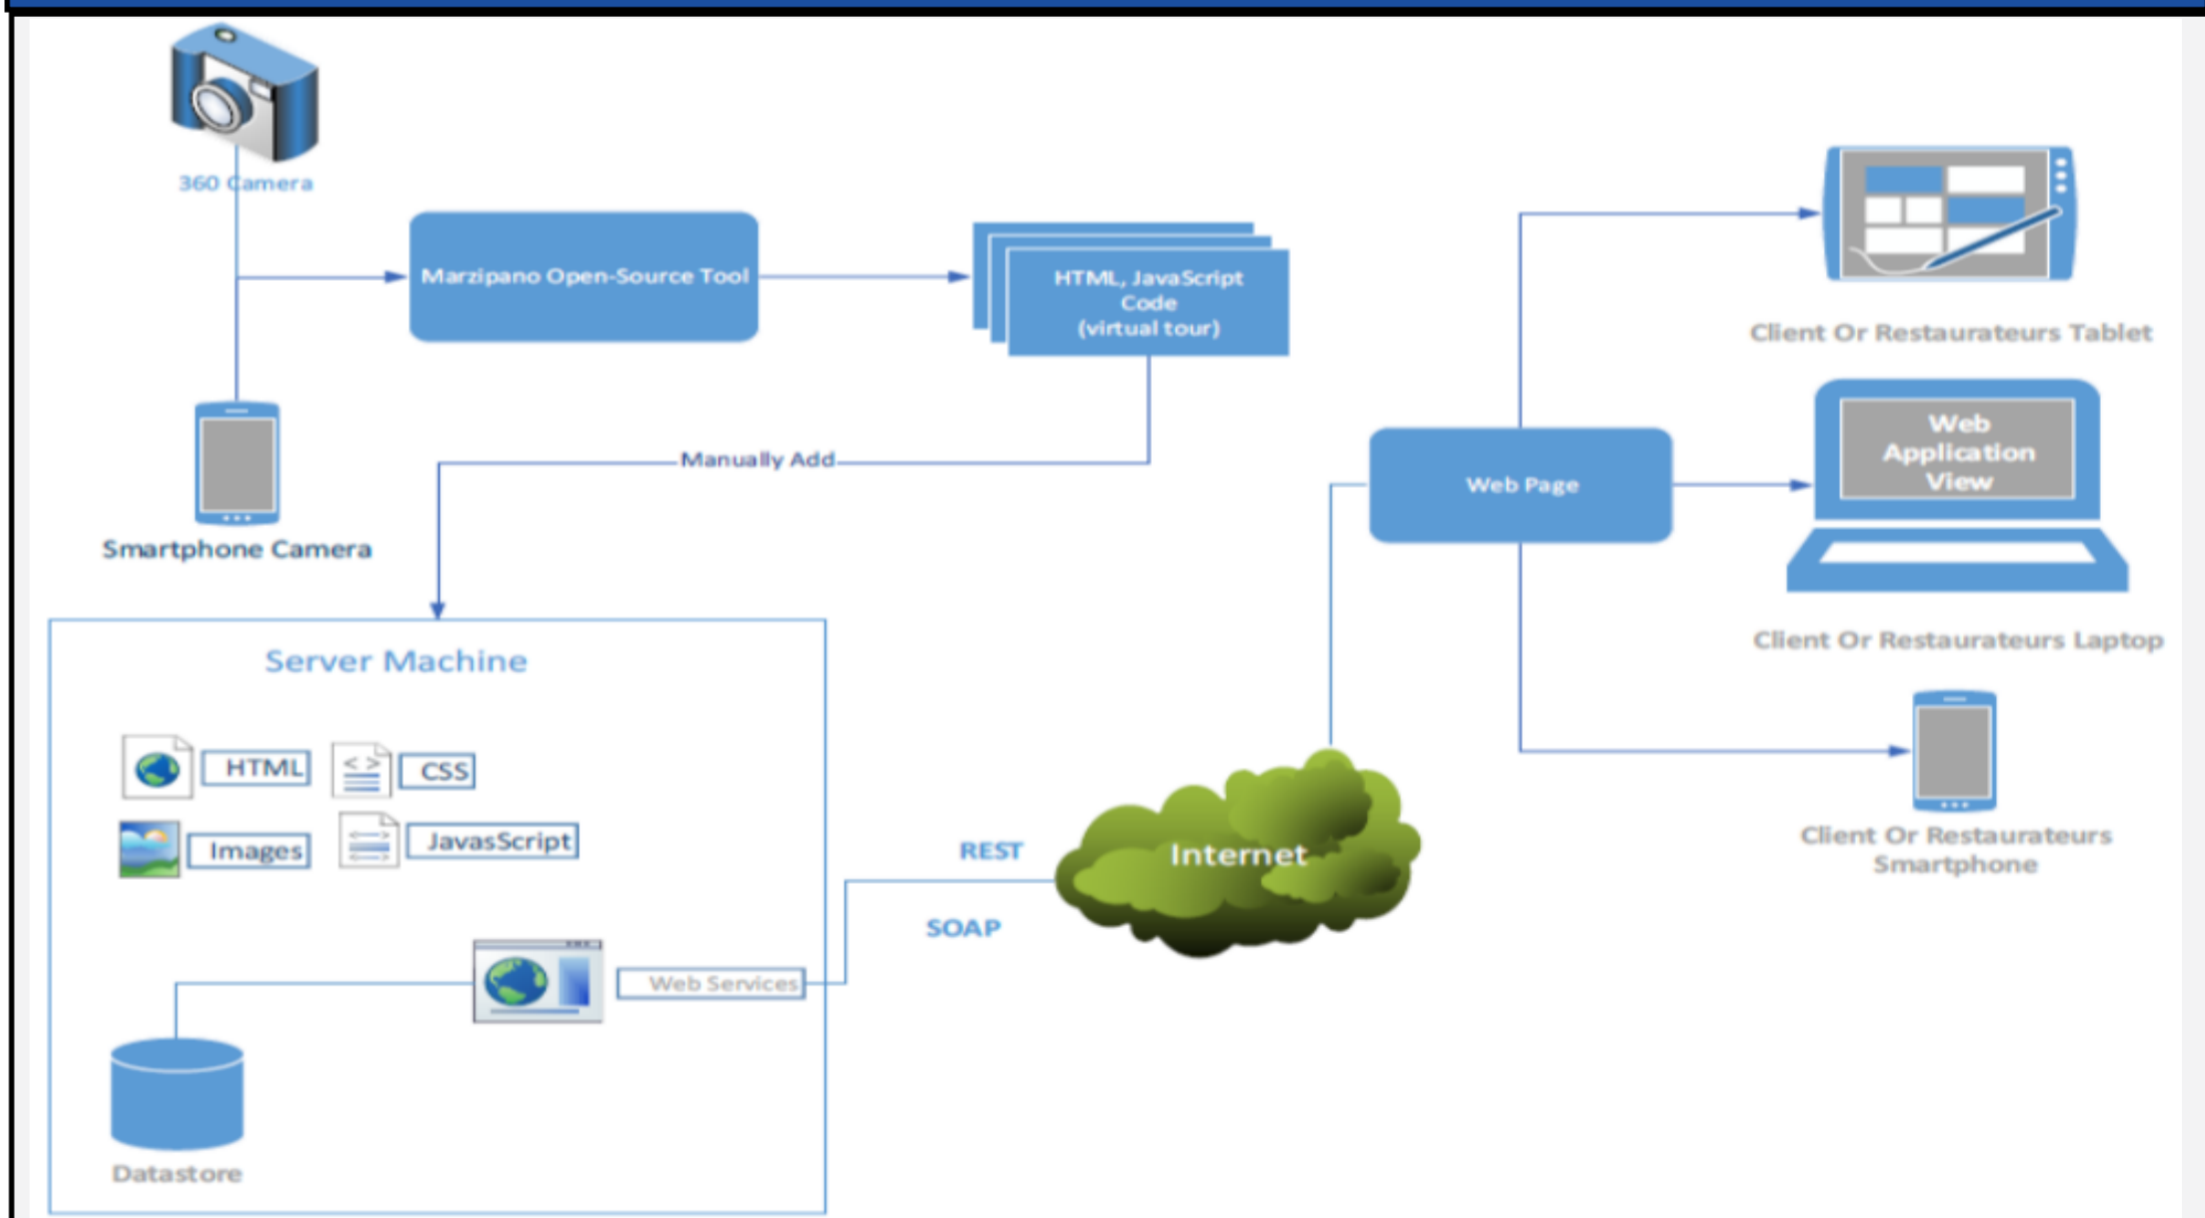 360 Camera
Marzipano Open-Source Tool
HTML, JavaScript
Code
(virtual tour)
Smartphone Camera
Manually Add
Server Machine
HTML
CSS
Images
JavasScript
Web Services
Datastore
REST
SOAP
Internet
Web Page
Client Or Restaurateurs Tablet
Web
Application
View
Client Or Restaurateurs Laptop
Client Or Restaurateurs
Smartphone